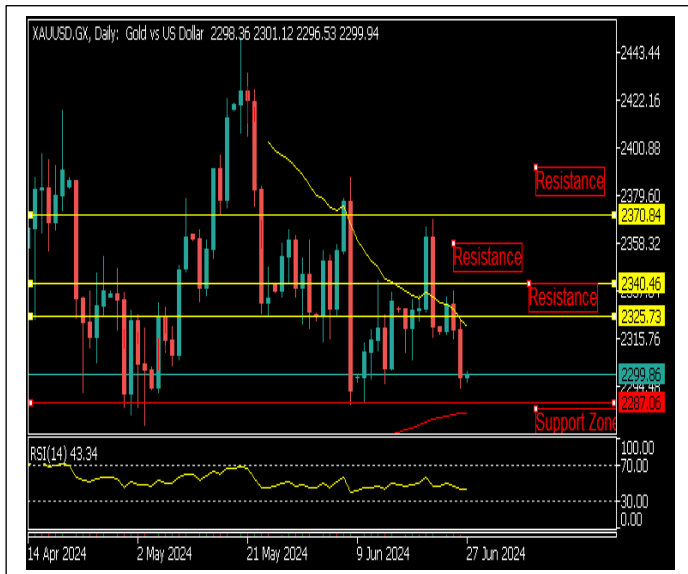 XAUUSD.GX, Daily: Gold vs US Dollar 2298.36 2301.12 2296.53 2299.94
2443.44
2422.16
2400.88
Resistance
2379.60
2370.84
2358.32
Resistance
2340.46
Resistance
2325.73
2315.76
2299.86
2294.48
2287.06
Support Zone
RSI(14) 43.34
100.00
70.00
30.00
0.00
14 Apr 2024 2 May 2024 21 May 2024 9 Jun 2024 27 Jun 2024